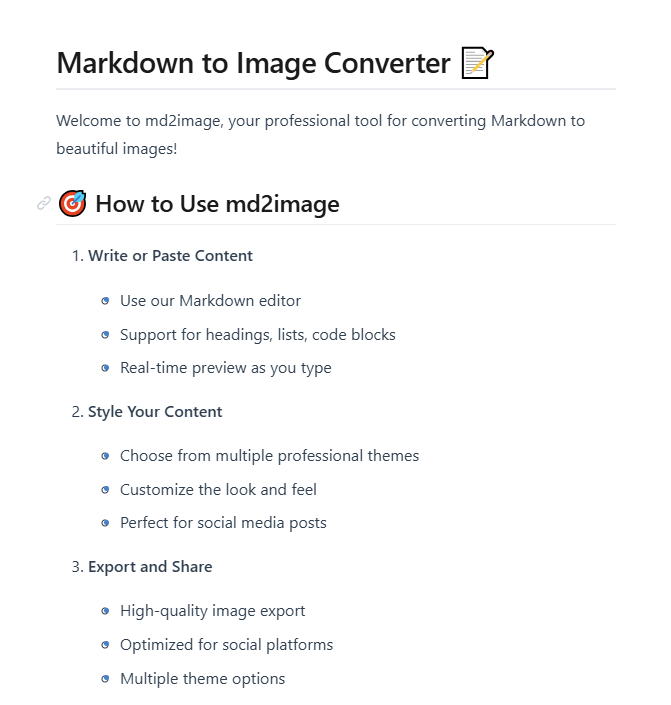 Markdown to Image Converter 📝
Welcome to md2image, your professional tool for converting Markdown to
beautiful images!
🎯 How to Use md2image
1. Write or Paste Content
Use our Markdown editor
Support for headings, lists, code blocks
Real-time preview as you type
2. Style Your Content
Choose from multiple professional themes
Customize the look and feel
Perfect for social media posts
3. Export and Share
High-quality image export
Optimized for social platforms
Multiple theme options